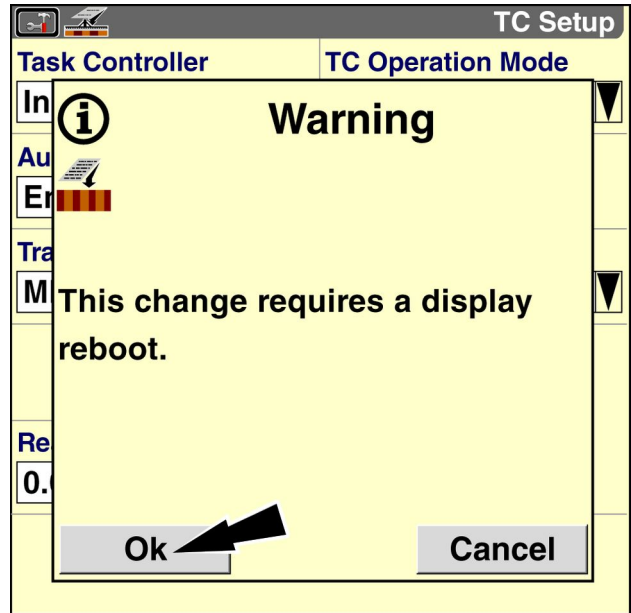 TC Setup
Task Controller TC Operation Mode
Warning
This change requires a display
reboot.
Ok Cancel